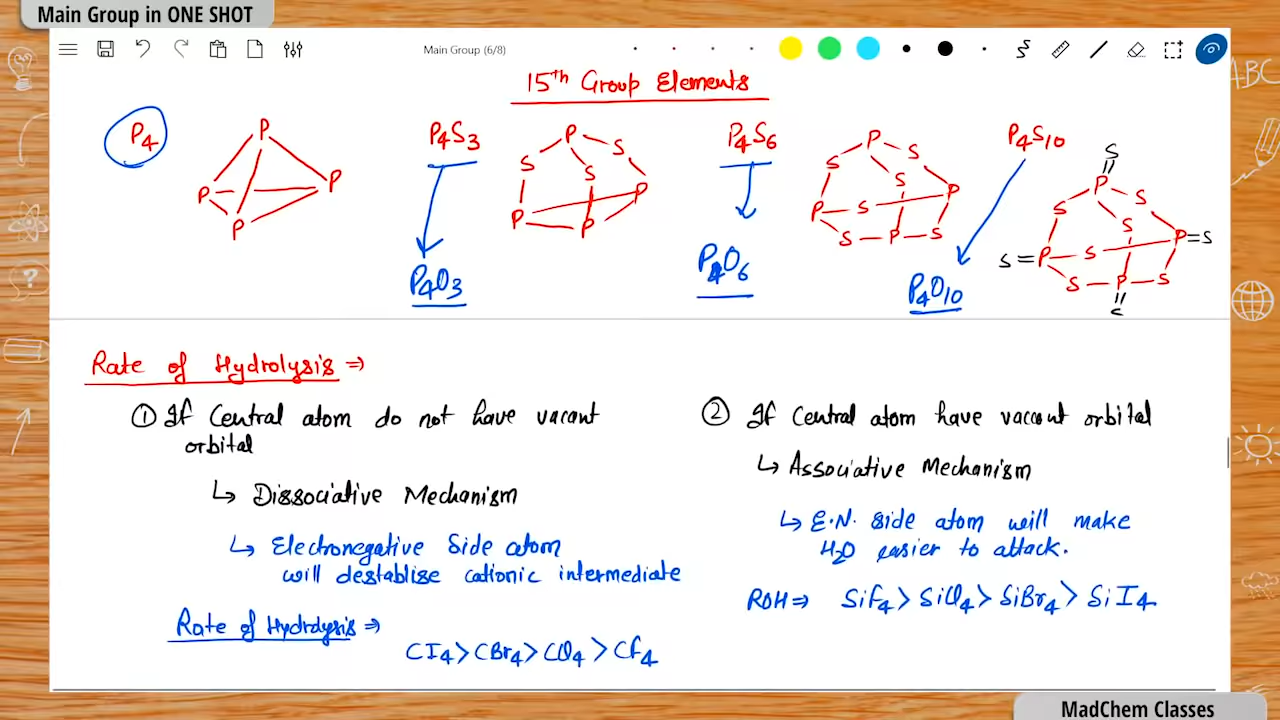 Main Group in ONE SHOT
Main Group (6/8)
ABC
15th Group Elements
P4
P
P
P
P
P4S3
P
S
S
S
P
P
P
P4S6
P
S
S
S
P
P
S
S
P
S
P4S10
S
P
S
S
S
P=S
S=P
S
S
P
S
S
P4O3
P4O6
P4O10
Rate of Hydrolysis ⇒
① If Central atom do not have vacant
orbital
↳ Dissociative Mechanism
↳ Electronegative Side atom
will destablise cationic intermediate
Rate of Hydrolysis ⇒
CI4 > CBr4 > CCl4 > CF4
② If Central atom have vacant orbital
↳ Associative Mechanism
↳ E.N. side atom will make
H2O easier to attack.
ROH ⇒ SiF4 > SiCl4 > SiBr4 > SiI4
MadChem Classes